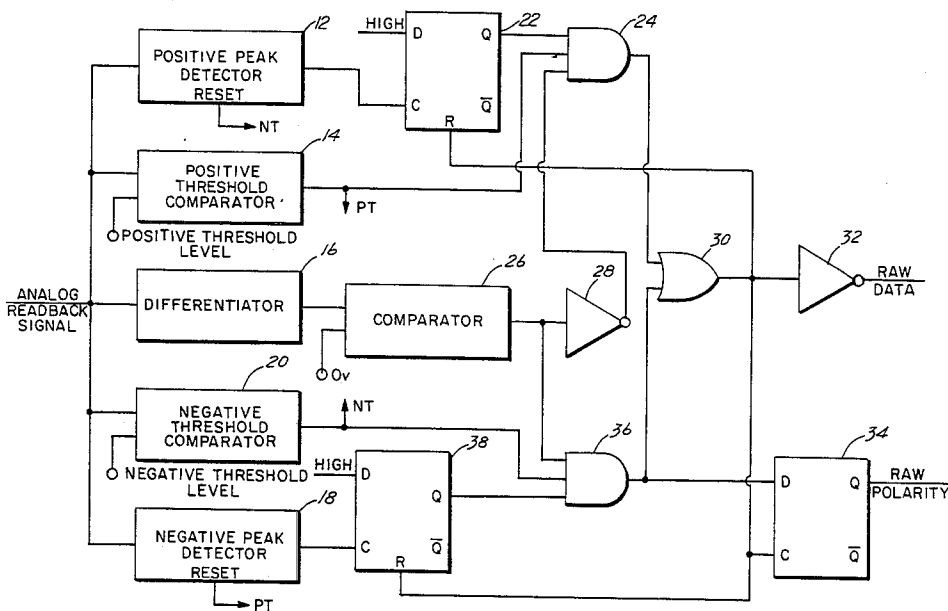 12
HIGH
22
24
POSITIVE PEAK
DETECTOR
RESET
D
Q
C
Q̅
R
NT
14
POSITIVE
THRESHOLD
COMPARATOR
PT
POSITIVE THRESHOLD
LEVEL
16
DIFFERENTIATOR
26
COMPARATOR
28
30
32
RAW
DATA
ANALOG
READBACK
SIGNAL
0v
20
NEGATIVE
THRESHOLD
COMPARATOR
NT
36
34
NEGATIVE THRESHOLD
LEVEL
HIGH
38
D
Q
C
Q̅
R
D
Q
C
Q̅
RAW
POLARITY
18
NEGATIVE PEAK
DETECTOR
RESET
PT